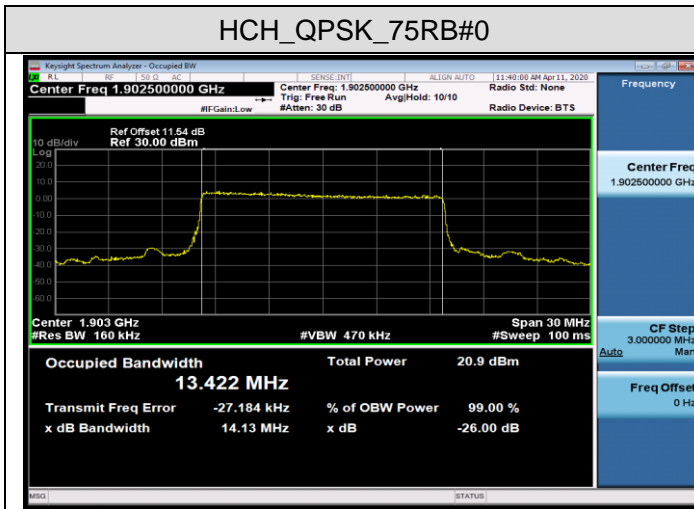 HCH_QPSK_75RB#0
Keysight Spectrum Analyzer - Occupied BW
RL RF 50 Ω AC SENSE:INT ALIGN AUTO 11:40:00 AM Apr 11, 2020
Center Freq 1.902500000 GHz Center Freq: 1.902500000 GHz Radio Std: None Frequency
Trig: Free Run Avg|Hold: 10/10
#IFGain:Low #Atten: 30 dB Radio Device: BTS
Ref Offset 11.54 dB
10 dB/div Ref 30.00 dBm
Log
20.0
10.0
0.00
-10.0
-20.0
-30.0
-40.0
-50.0
-60.0
Center Freq
1.902500000 GHz
Center 1.903 GHz Span 30 MHz
#Res BW 160 kHz #VBW 470 kHz #Sweep 100 ms
CF Step
3.000000 MHz
Auto Man
Occupied Bandwidth Total Power 20.9 dBm
13.422 MHz
Transmit Freq Error -27.184 kHz % of OBW Power 99.00 %
x dB Bandwidth 14.13 MHz x dB -26.00 dB
Freq Offset
0 Hz
MSG STATUS